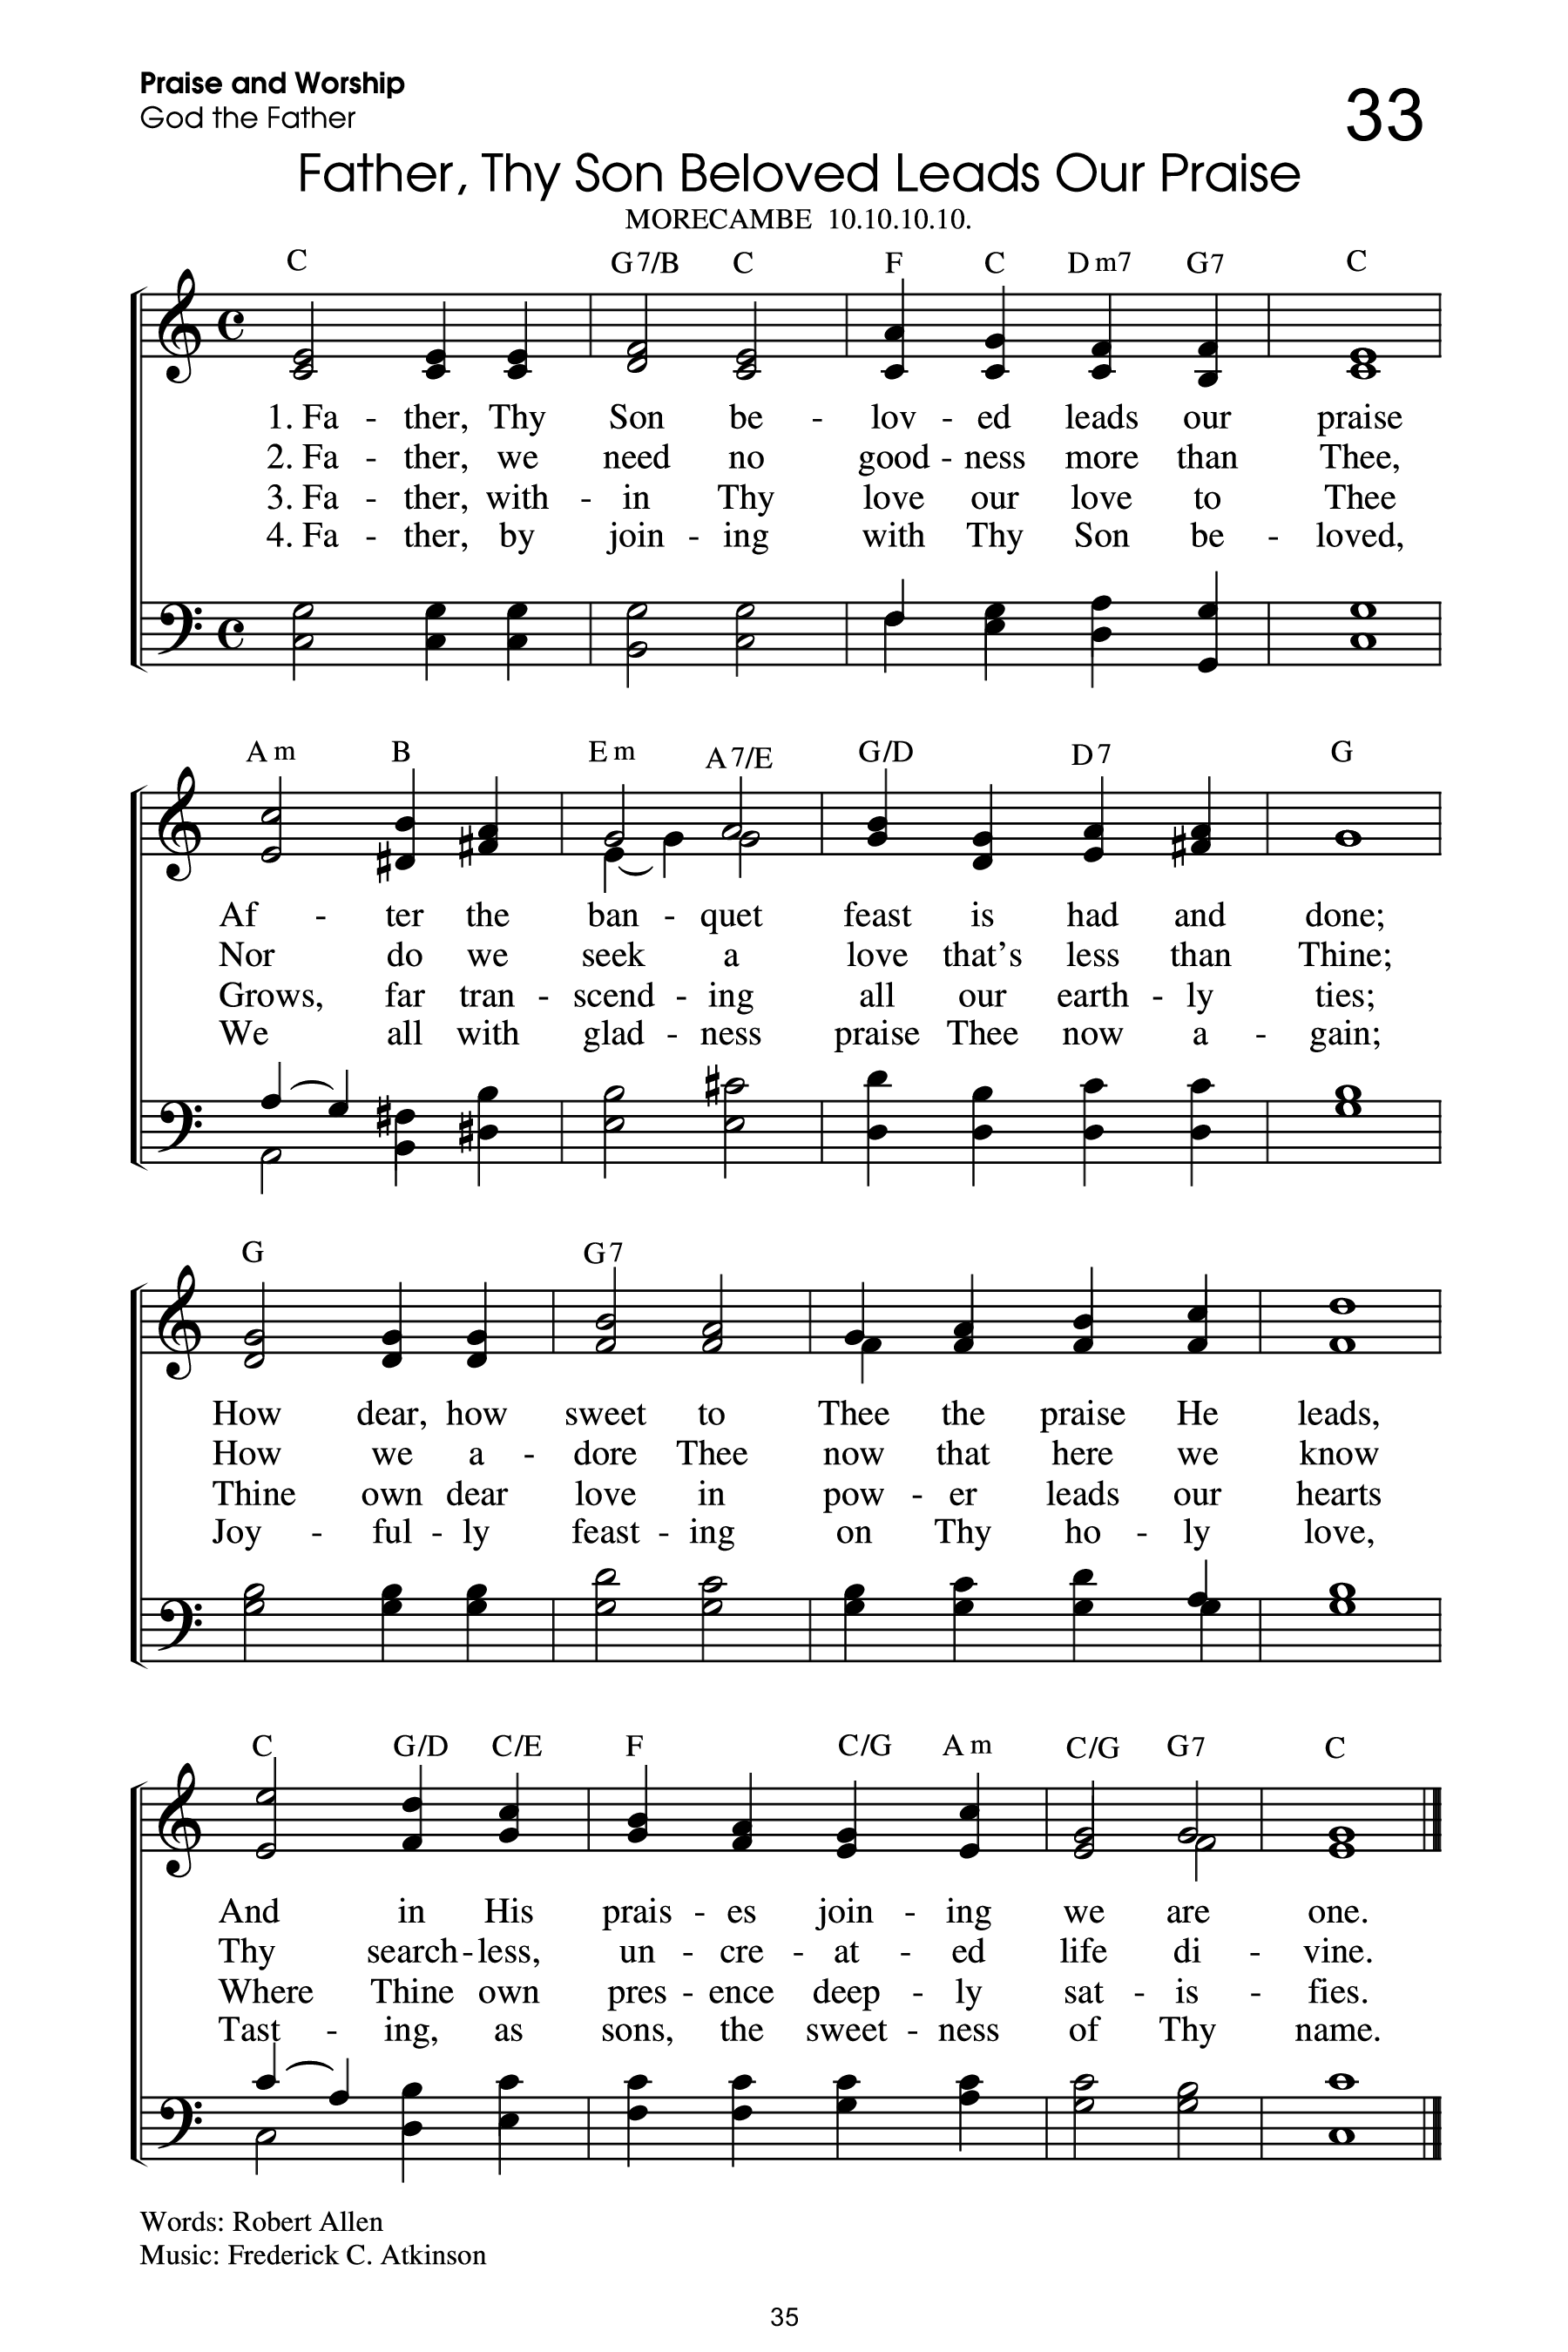 Praise and Worship
33
God the Father
Father, Thy Son Beloved Leads Our Praise
MORECAMBE 10.10.10.10.
C G7/B C F C Dm7 G7 C
1. Fa - ther, Thy Son be - lov - ed leads our praise
2. Fa - ther, we need no good - ness more than Thee,
3. Fa - ther, with - in Thy love our love to Thee
4. Fa - ther, by join - ing with Thy Son be - loved,
Am B Em A7/E G/D D7 G
Af - ter the ban - quet feast is had and done;
Nor do we seek a love that's less than Thine;
Grows, far tran - scend - ing all our earth - ly ties;
We all with glad - ness praise Thee now a - gain;
G G7
How dear, how sweet to Thee the praise He leads,
How we a - dore Thee now that here we know
Thine own dear love in pow - er leads our hearts
Joy - ful - ly feast - ing on Thy ho - ly love,
C G/D C/E F C/G Am C/G G7 C
And in His prais - es join - ing we are one.
Thy search - less, un - cre - at - ed life di - vine.
Where Thine own pres - ence deep - ly sat - is - fies.
Tast - ing, as sons, the sweet - ness of Thy name.
Words: Robert Allen
Music: Frederick C. Atkinson
35